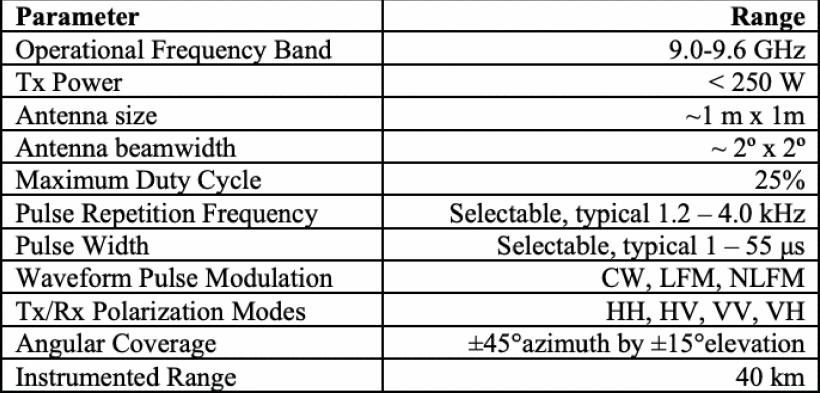 Parameter Range
Operational Frequency Band 9.0-9.6 GHz
Tx Power < 250 W
Antenna size ~1 m x 1m
Antenna beamwidth ~ 2º x 2º
Maximum Duty Cycle 25%
Pulse Repetition Frequency Selectable, typical 1.2 – 4.0 kHz
Pulse Width Selectable, typical 1 – 55 µs
Waveform Pulse Modulation CW, LFM, NLFM
Tx/Rx Polarization Modes HH, HV, VV, VH
Angular Coverage ±45°azimuth by ±15°elevation
Instrumented Range 40 km